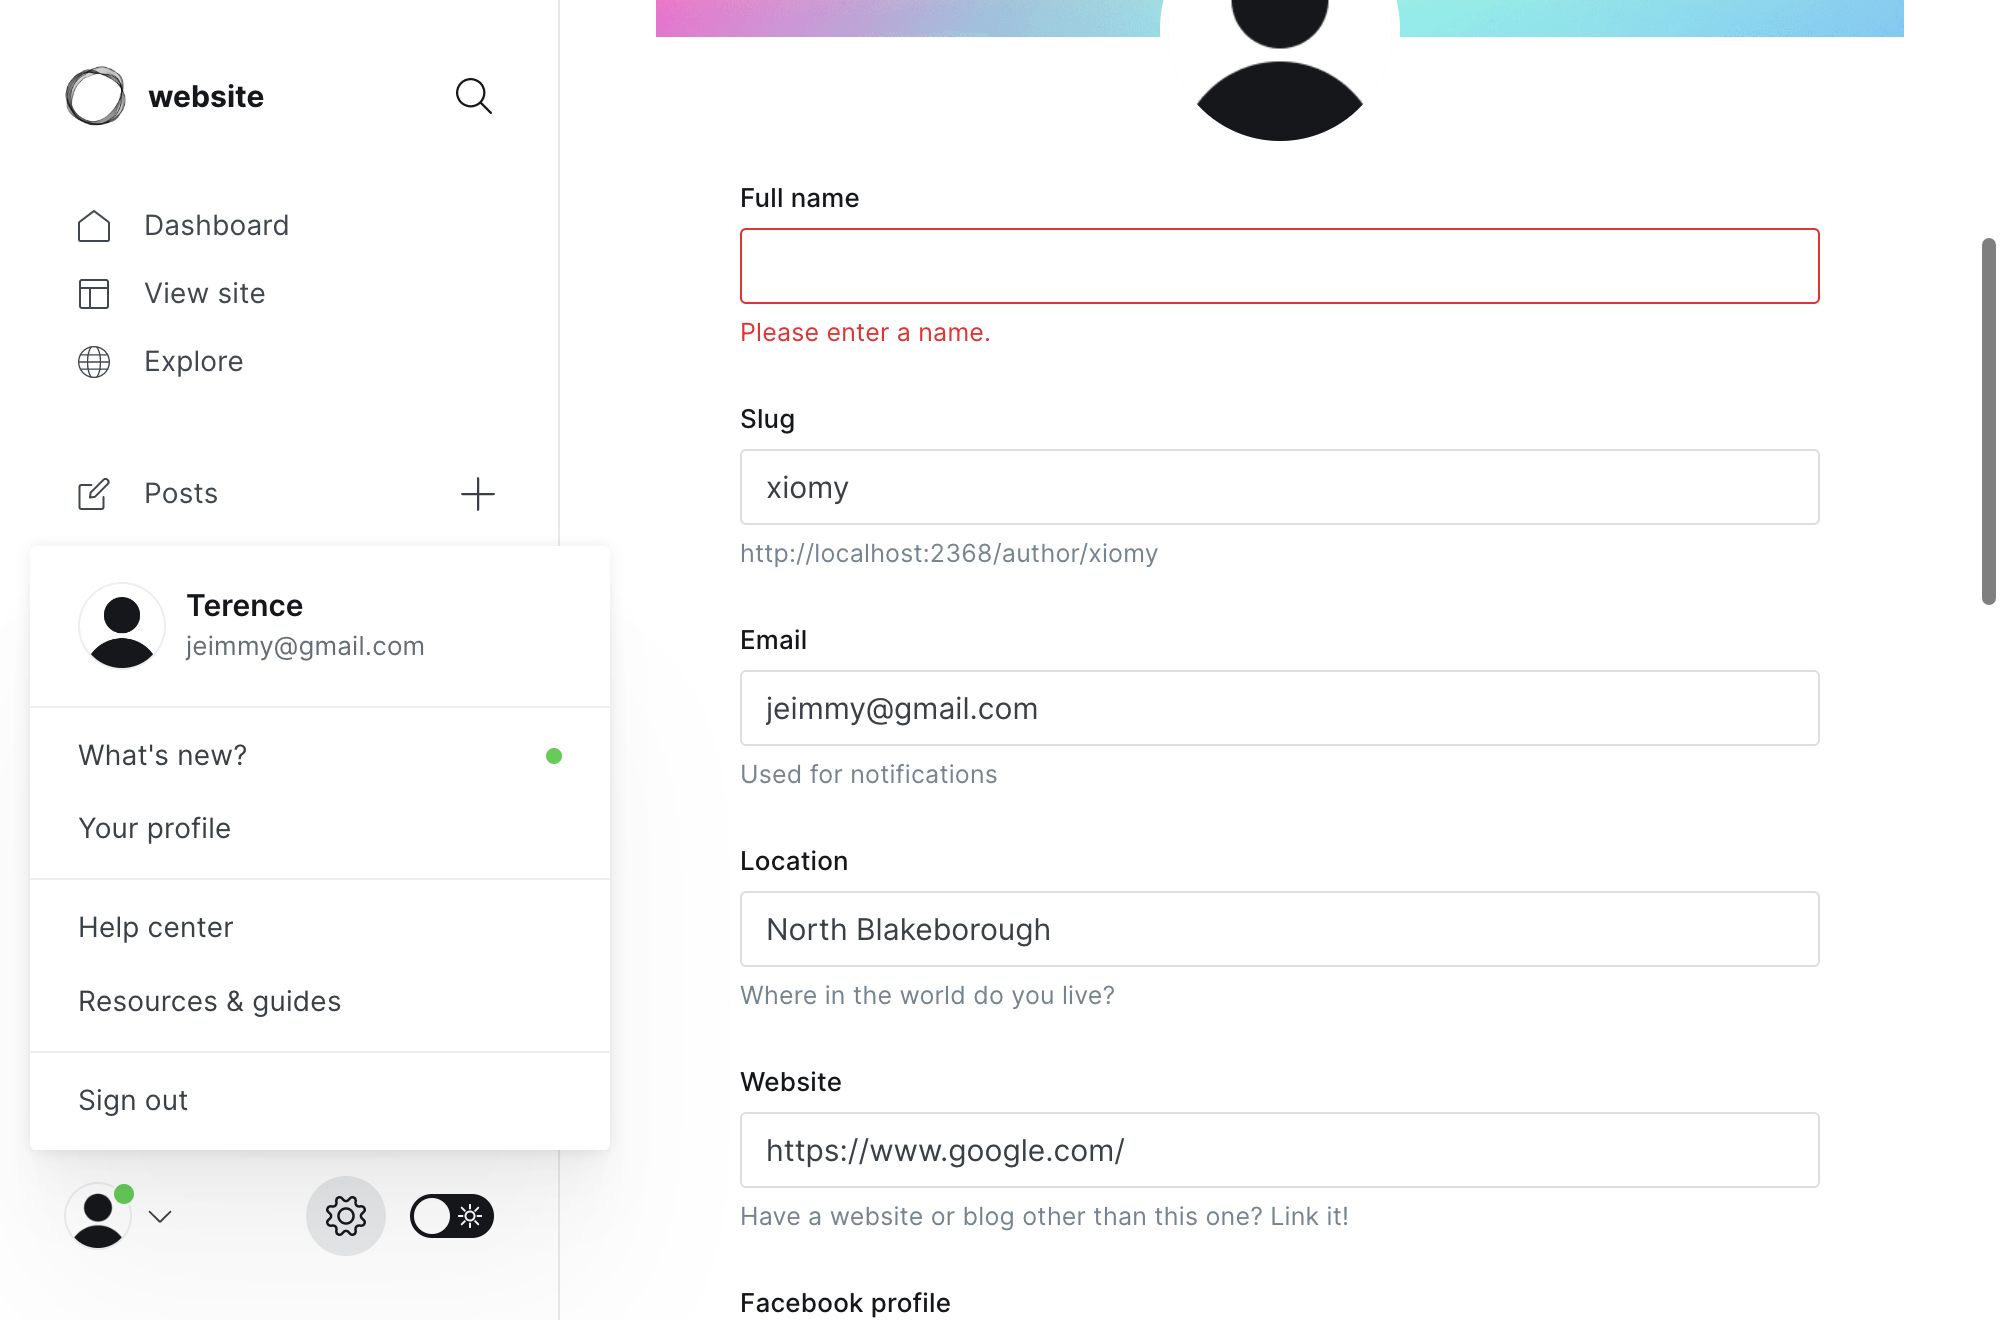 website
Dashboard
View site
Explore
Posts
Terence
jeimmy@gmail.com
What's new?
Your profile
Help center
Resources & guides
Sign out
Full name
Please enter a name.
Slug
xiomy
http://localhost:2368/author/xiomy
Email
jeimmy@gmail.com
Used for notifications
Location
North Blakeborough
Where in the world do you live?
Website
https://www.google.com/
Have a website or blog other than this one? Link it!
Facebook profile